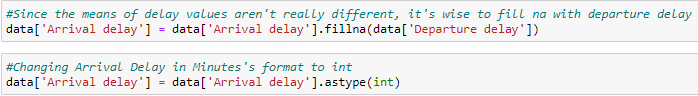 #Since the means of delay values aren't really different, it's wise to fill na with departure delay
data['Arrival delay'] = data['Arrival delay'].fillna(data['Departure delay'])
#Changing Arrival Delay in Minutes's format to int
data['Arrival delay'] = data['Arrival delay'].astype(int)